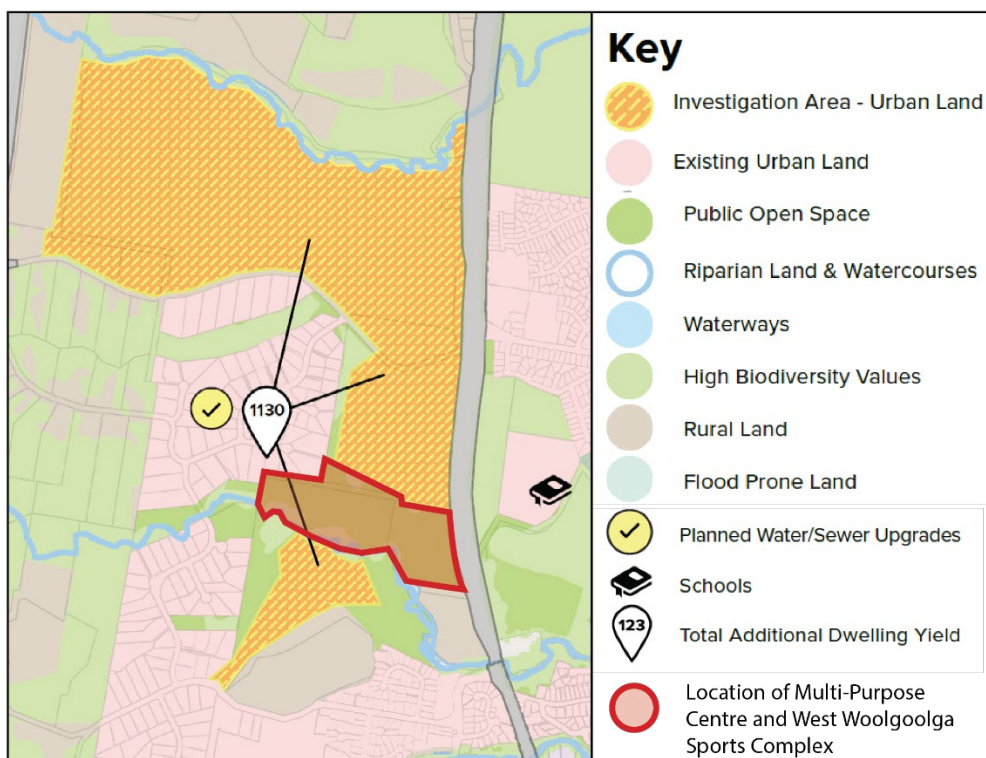 Key
Investigation Area - Urban Land
Existing Urban Land
Public Open Space
Riparian Land & Watercourses
Waterways
High Biodiversity Values
Rural Land
Flood Prone Land
Planned Water/Sewer Upgrades
Schools
123
Total Additional Dwelling Yield
Location of Multi-Purpose
Centre and West Woolgoolga
Sports Complex
1130